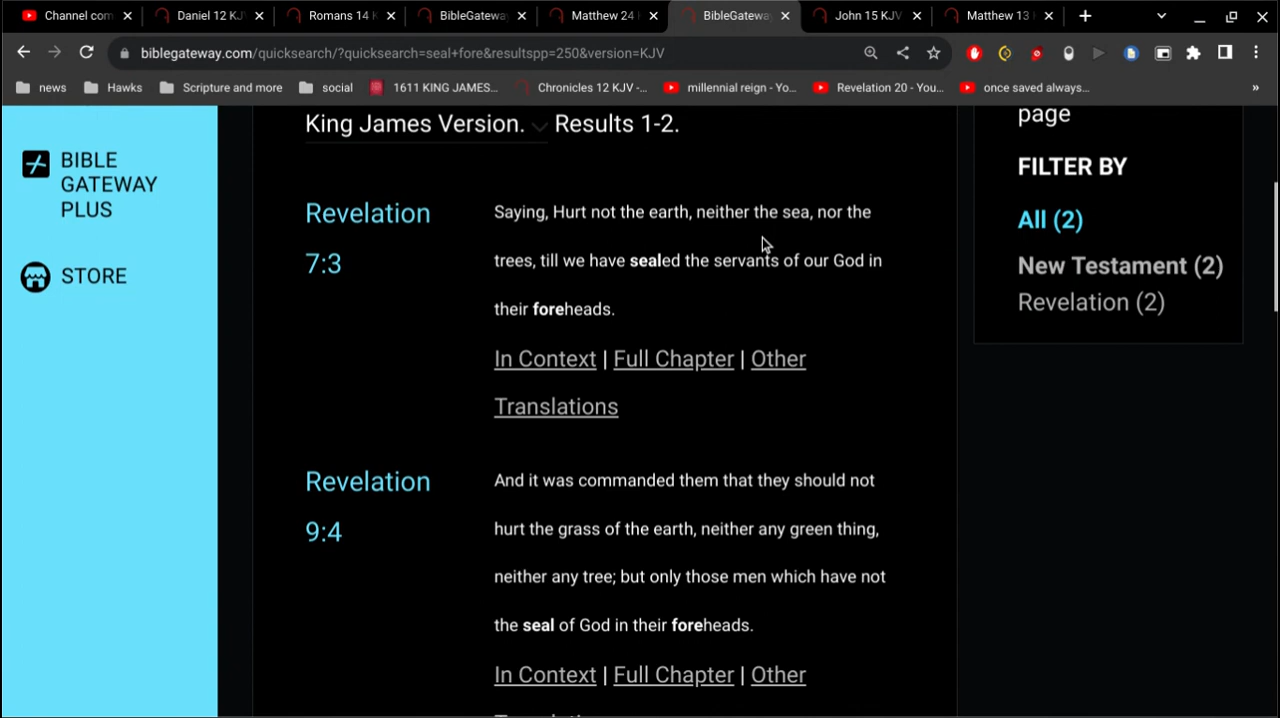 Channel com
Daniel 12 KJV
Romans 14 K
BibleGateway
Matthew 24
BibleGateway
John 15 KJV
Matthew 13
biblegateway.com/quicksearch/?quicksearch=seal+fore&resultspp=250&version=KJV
news
Hawks
Scripture and more
social
1611 KING JAMES...
Chronicles 12 KJV -...
millennial reign - Yo...
Revelation 20 - You...
once saved always...
»
BIBLE
GATEWAY
PLUS
STORE
King James Version. Results 1-2.
Revelation
7:3
Saying, Hurt not the earth, neither the sea, nor the
trees, till we have sealed the servants of our God in
their foreheads.
In Context | Full Chapter | Other
Translations
Revelation
9:4
And it was commanded them that they should not
hurt the grass of the earth, neither any green thing,
neither any tree; but only those men which have not
the seal of God in their foreheads.
In Context | Full Chapter | Other
page
FILTER BY
All (2)
New Testament (2)
Revelation (2)